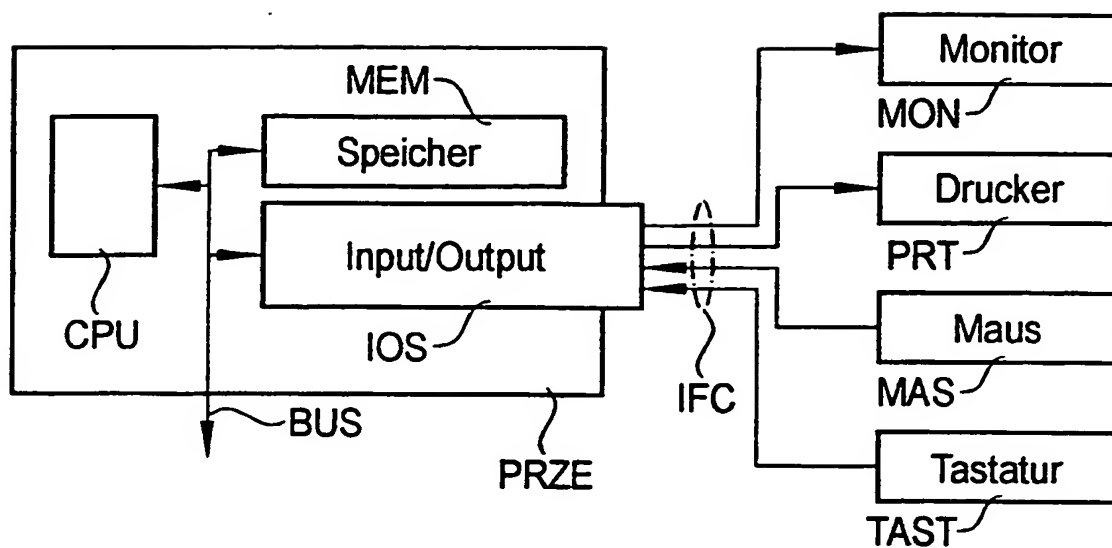 Monitor
MEM
MON
Speicher
Drucker
Input/Output
PRT
CPU
IOS
Maus
IFC
MAS
BUS
PRZE
Tastatur
TAST